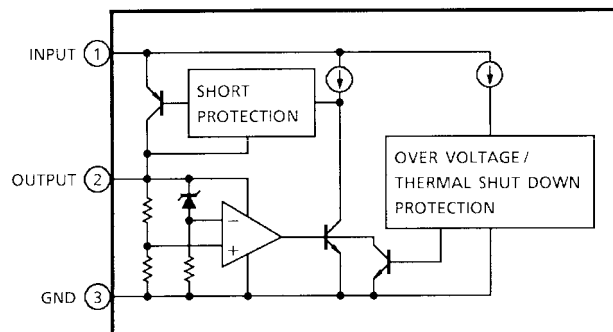 INPUT 1
SHORT
PROTECTION
OVER VOLTAGE /
THERMAL SHUT DOWN
PROTECTION
OUTPUT 2
−
+
GND 3